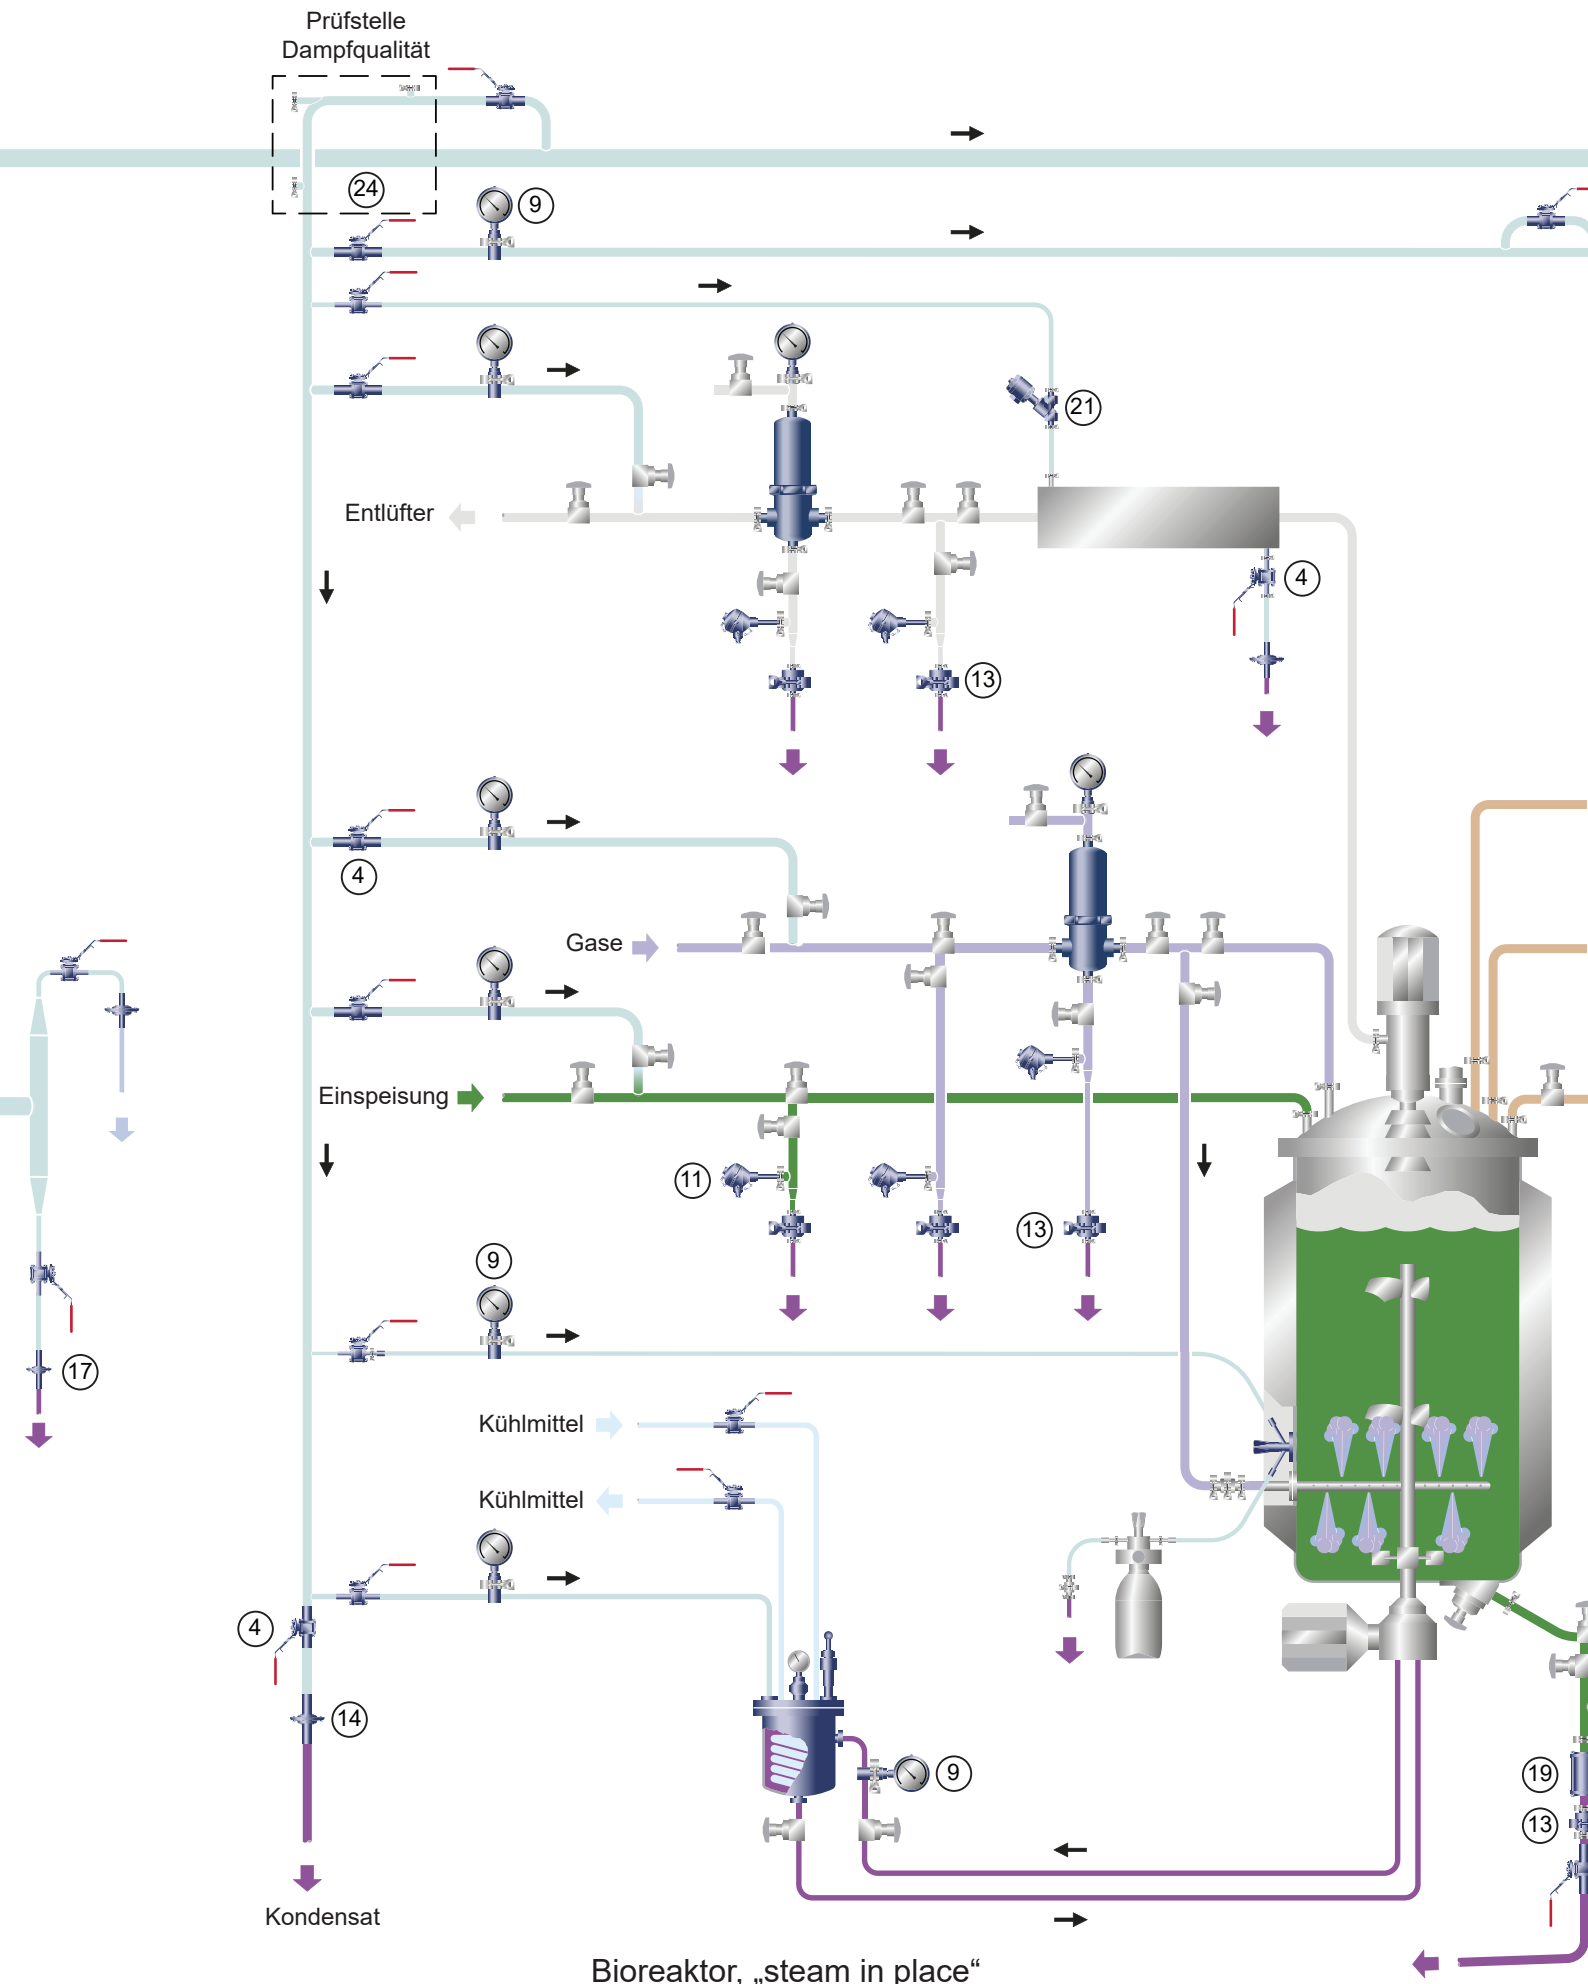 Prüfstelle
Dampfqualität
24
9
21
Entlüfter
4
13
4
Gase
Einspeisung
11
13
9
17
Kühlmittel
Kühlmittel
4
14
9
19
13
Kondensat
Bioreaktor, „steam in place“